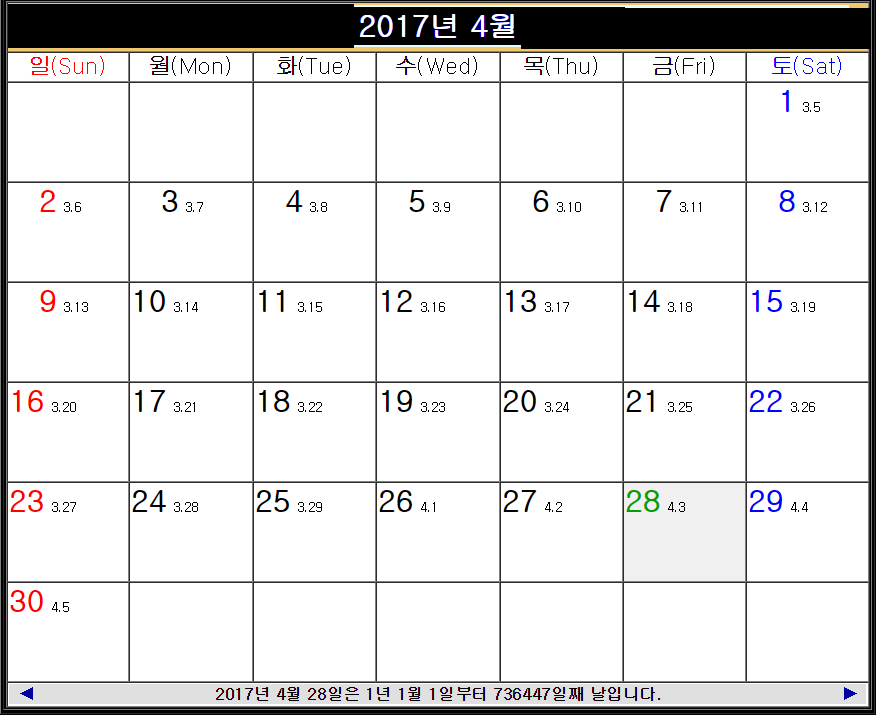 2017년 4월
일(Sun) 월(Mon) 화(Tue) 수(Wed) 목(Thu) 금(Fri) 토(Sat)
1 3.5
2 3.6 3 3.7 4 3.8 5 3.9 6 3.10 7 3.11 8 3.12
9 3.13 10 3.14 11 3.15 12 3.16 13 3.17 14 3.18 15 3.19
16 3.20 17 3.21 18 3.22 19 3.23 20 3.24 21 3.25 22 3.26
23 3.27 24 3.28 25 3.29 26 4.1 27 4.2 28 4.3 29 4.4
30 4.5
2017년 4월 28일은 1년 1월 1일부터 736447일째 날입니다.